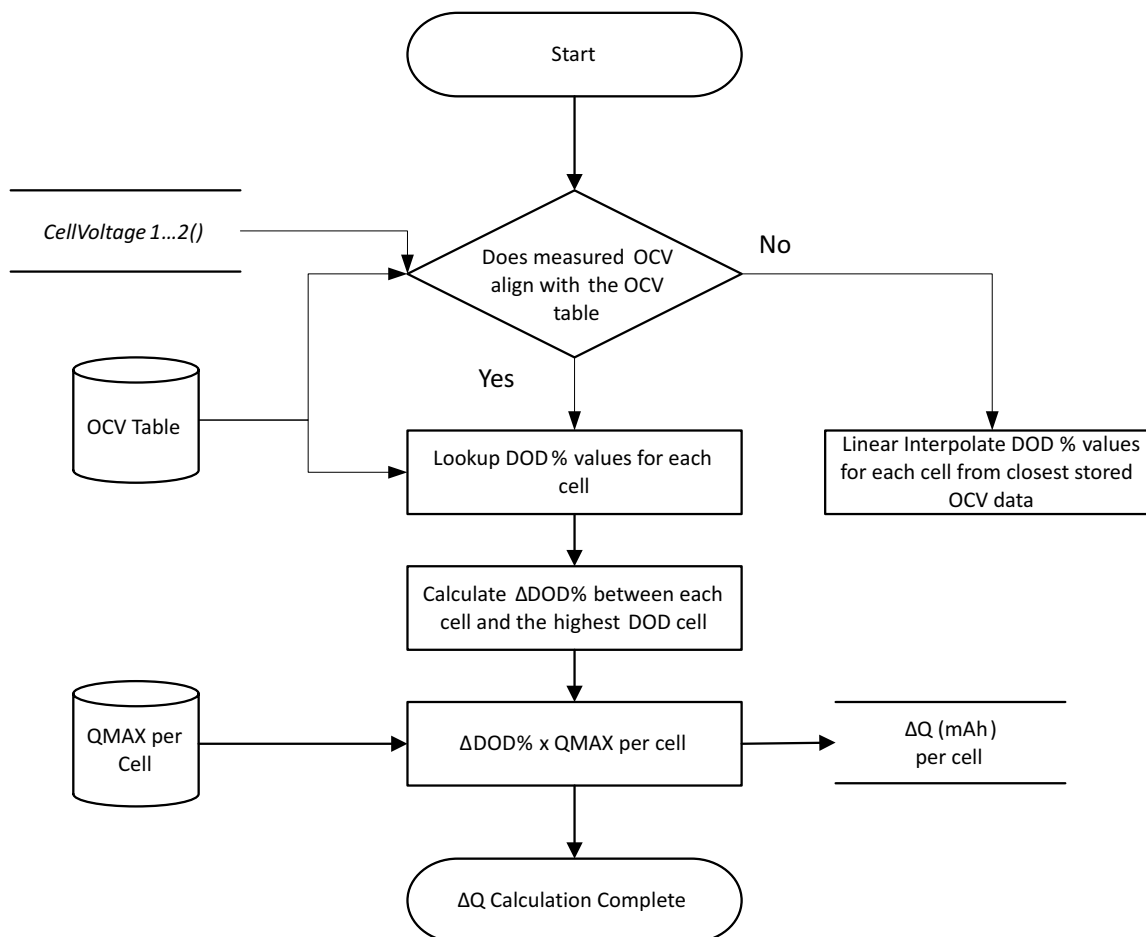 Start
CellVoltage 1...2()
Does measured OCV
align with the OCV
table
No
Yes
OCV Table
Lookup DOD % values for each
cell
Linear Interpolate DOD % values
for each cell from closest stored
OCV data
Calculate ΔDOD% between each
cell and the highest DOD cell
QMAX per
Cell
ΔDOD% x QMAX per cell
ΔQ (mAh)
per cell
ΔQ Calculation Complete